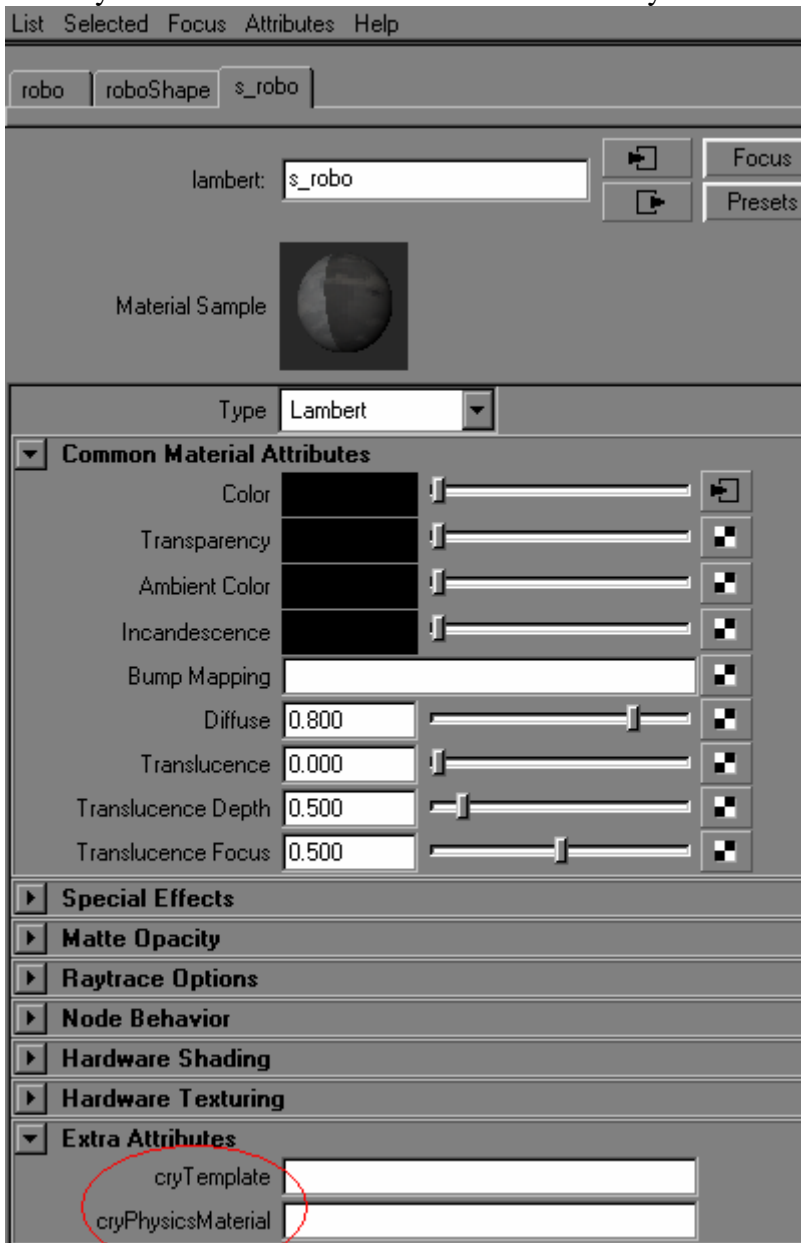 List Selected Focus Attributes Help
robo roboShape s_robo
lambert: s_robo
Focus
Presets
Material Sample
Type Lambert
Common Material Attributes
Color
Transparency
Ambient Color
Incandescence
Bump Mapping
Diffuse 0.800
Translucence 0.000
Translucence Depth 0.500
Translucence Focus 0.500
Special Effects
Matte Opacity
Raytrace Options
Node Behavior
Hardware Shading
Hardware Texturing
Extra Attributes
cryTemplate
cryPhysicsMaterial